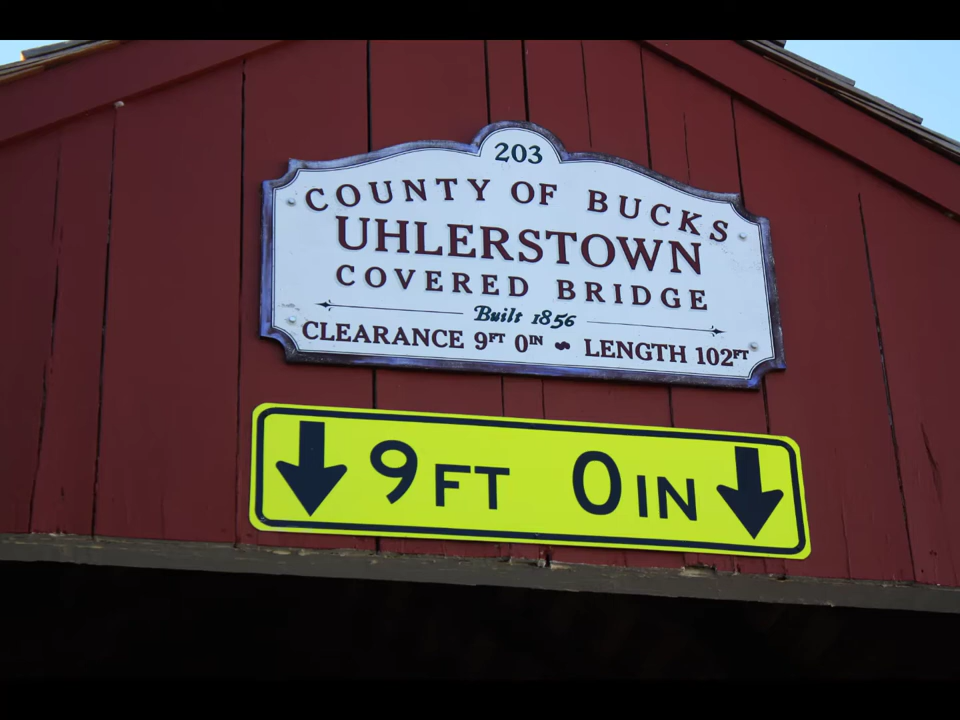 203
COUNTY OF BUCKS
UHLERSTOWN
COVERED BRIDGE
Built 1856
CLEARANCE 9FT 0IN ~ LENGTH 102FT
9FT 0IN